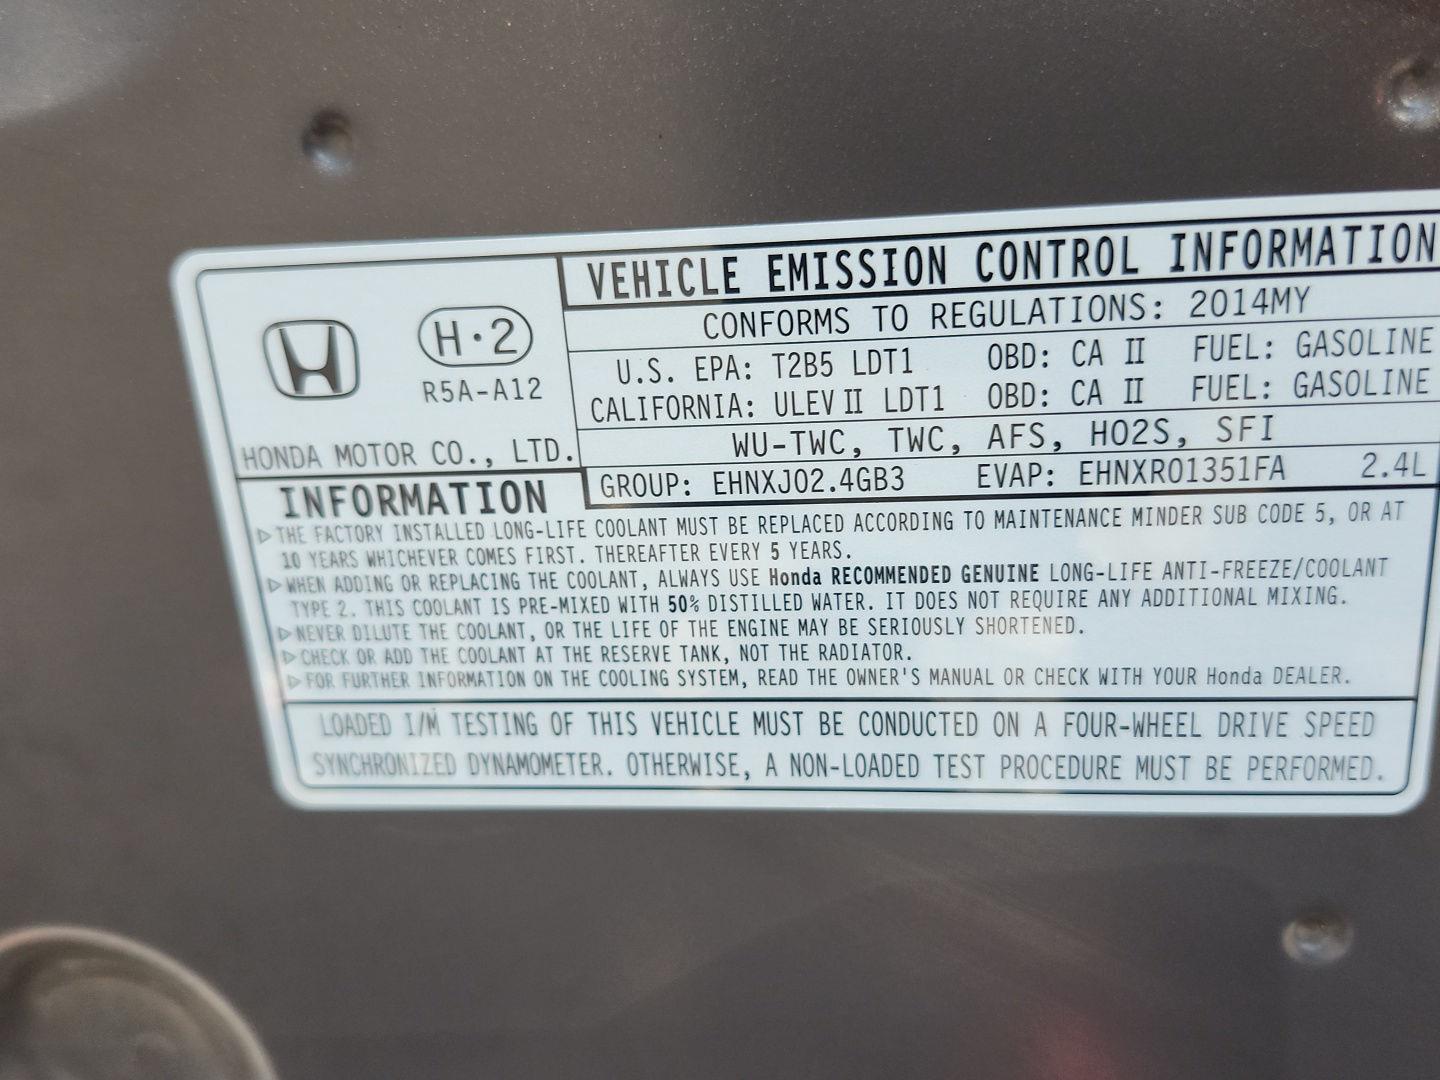 VEHICLE EMISSION CONTROL INFORMATION
CONFORMS TO REGULATIONS: 2014MY
U.S. EPA: T2B5 LDT1 OBD: CA II FUEL: GASOLINE
CALIFORNIA: ULEV II LDT1 OBD: CA II FUEL: GASOLINE
WU-TWC, TWC, AFS, HO2S, SFI
GROUP: EHNXJ02.4GB3 EVAP: EHNXR01351FA 2.4L
H·2
R5A-A12
HONDA MOTOR CO., LTD.
INFORMATION
▷THE FACTORY INSTALLED LONG-LIFE COOLANT MUST BE REPLACED ACCORDING TO MAINTENANCE MINDER SUB CODE 5, OR AT
10 YEARS WHICHEVER COMES FIRST. THEREAFTER EVERY 5 YEARS.
▷WHEN ADDING OR REPLACING THE COOLANT, ALWAYS USE Honda RECOMMENDED GENUINE LONG-LIFE ANTI-FREEZE/COOLANT
TYPE 2. THIS COOLANT IS PRE-MIXED WITH 50% DISTILLED WATER. IT DOES NOT REQUIRE ANY ADDITIONAL MIXING.
▷NEVER DILUTE THE COOLANT, OR THE LIFE OF THE ENGINE MAY BE SERIOUSLY SHORTENED.
▷CHECK OR ADD THE COOLANT AT THE RESERVE TANK, NOT THE RADIATOR.
▷FOR FURTHER INFORMATION ON THE COOLING SYSTEM, READ THE OWNER'S MANUAL OR CHECK WITH YOUR Honda DEALER.
LOADED I/M TESTING OF THIS VEHICLE MUST BE CONDUCTED ON A FOUR-WHEEL DRIVE SPEED
SYNCHRONIZED DYNAMOMETER. OTHERWISE, A NON-LOADED TEST PROCEDURE MUST BE PERFORMED.